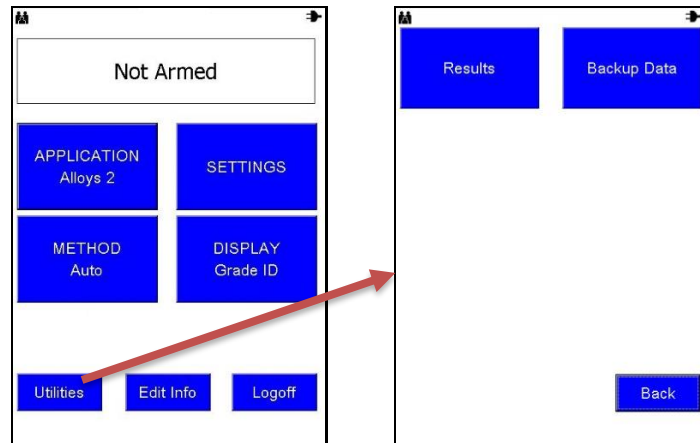 Not Armed
APPLICATION
Alloys 2
SETTINGS
METHOD
Auto
DISPLAY
Grade ID
Utilities
Edit Info
Logoff
Results
Backup Data
Back